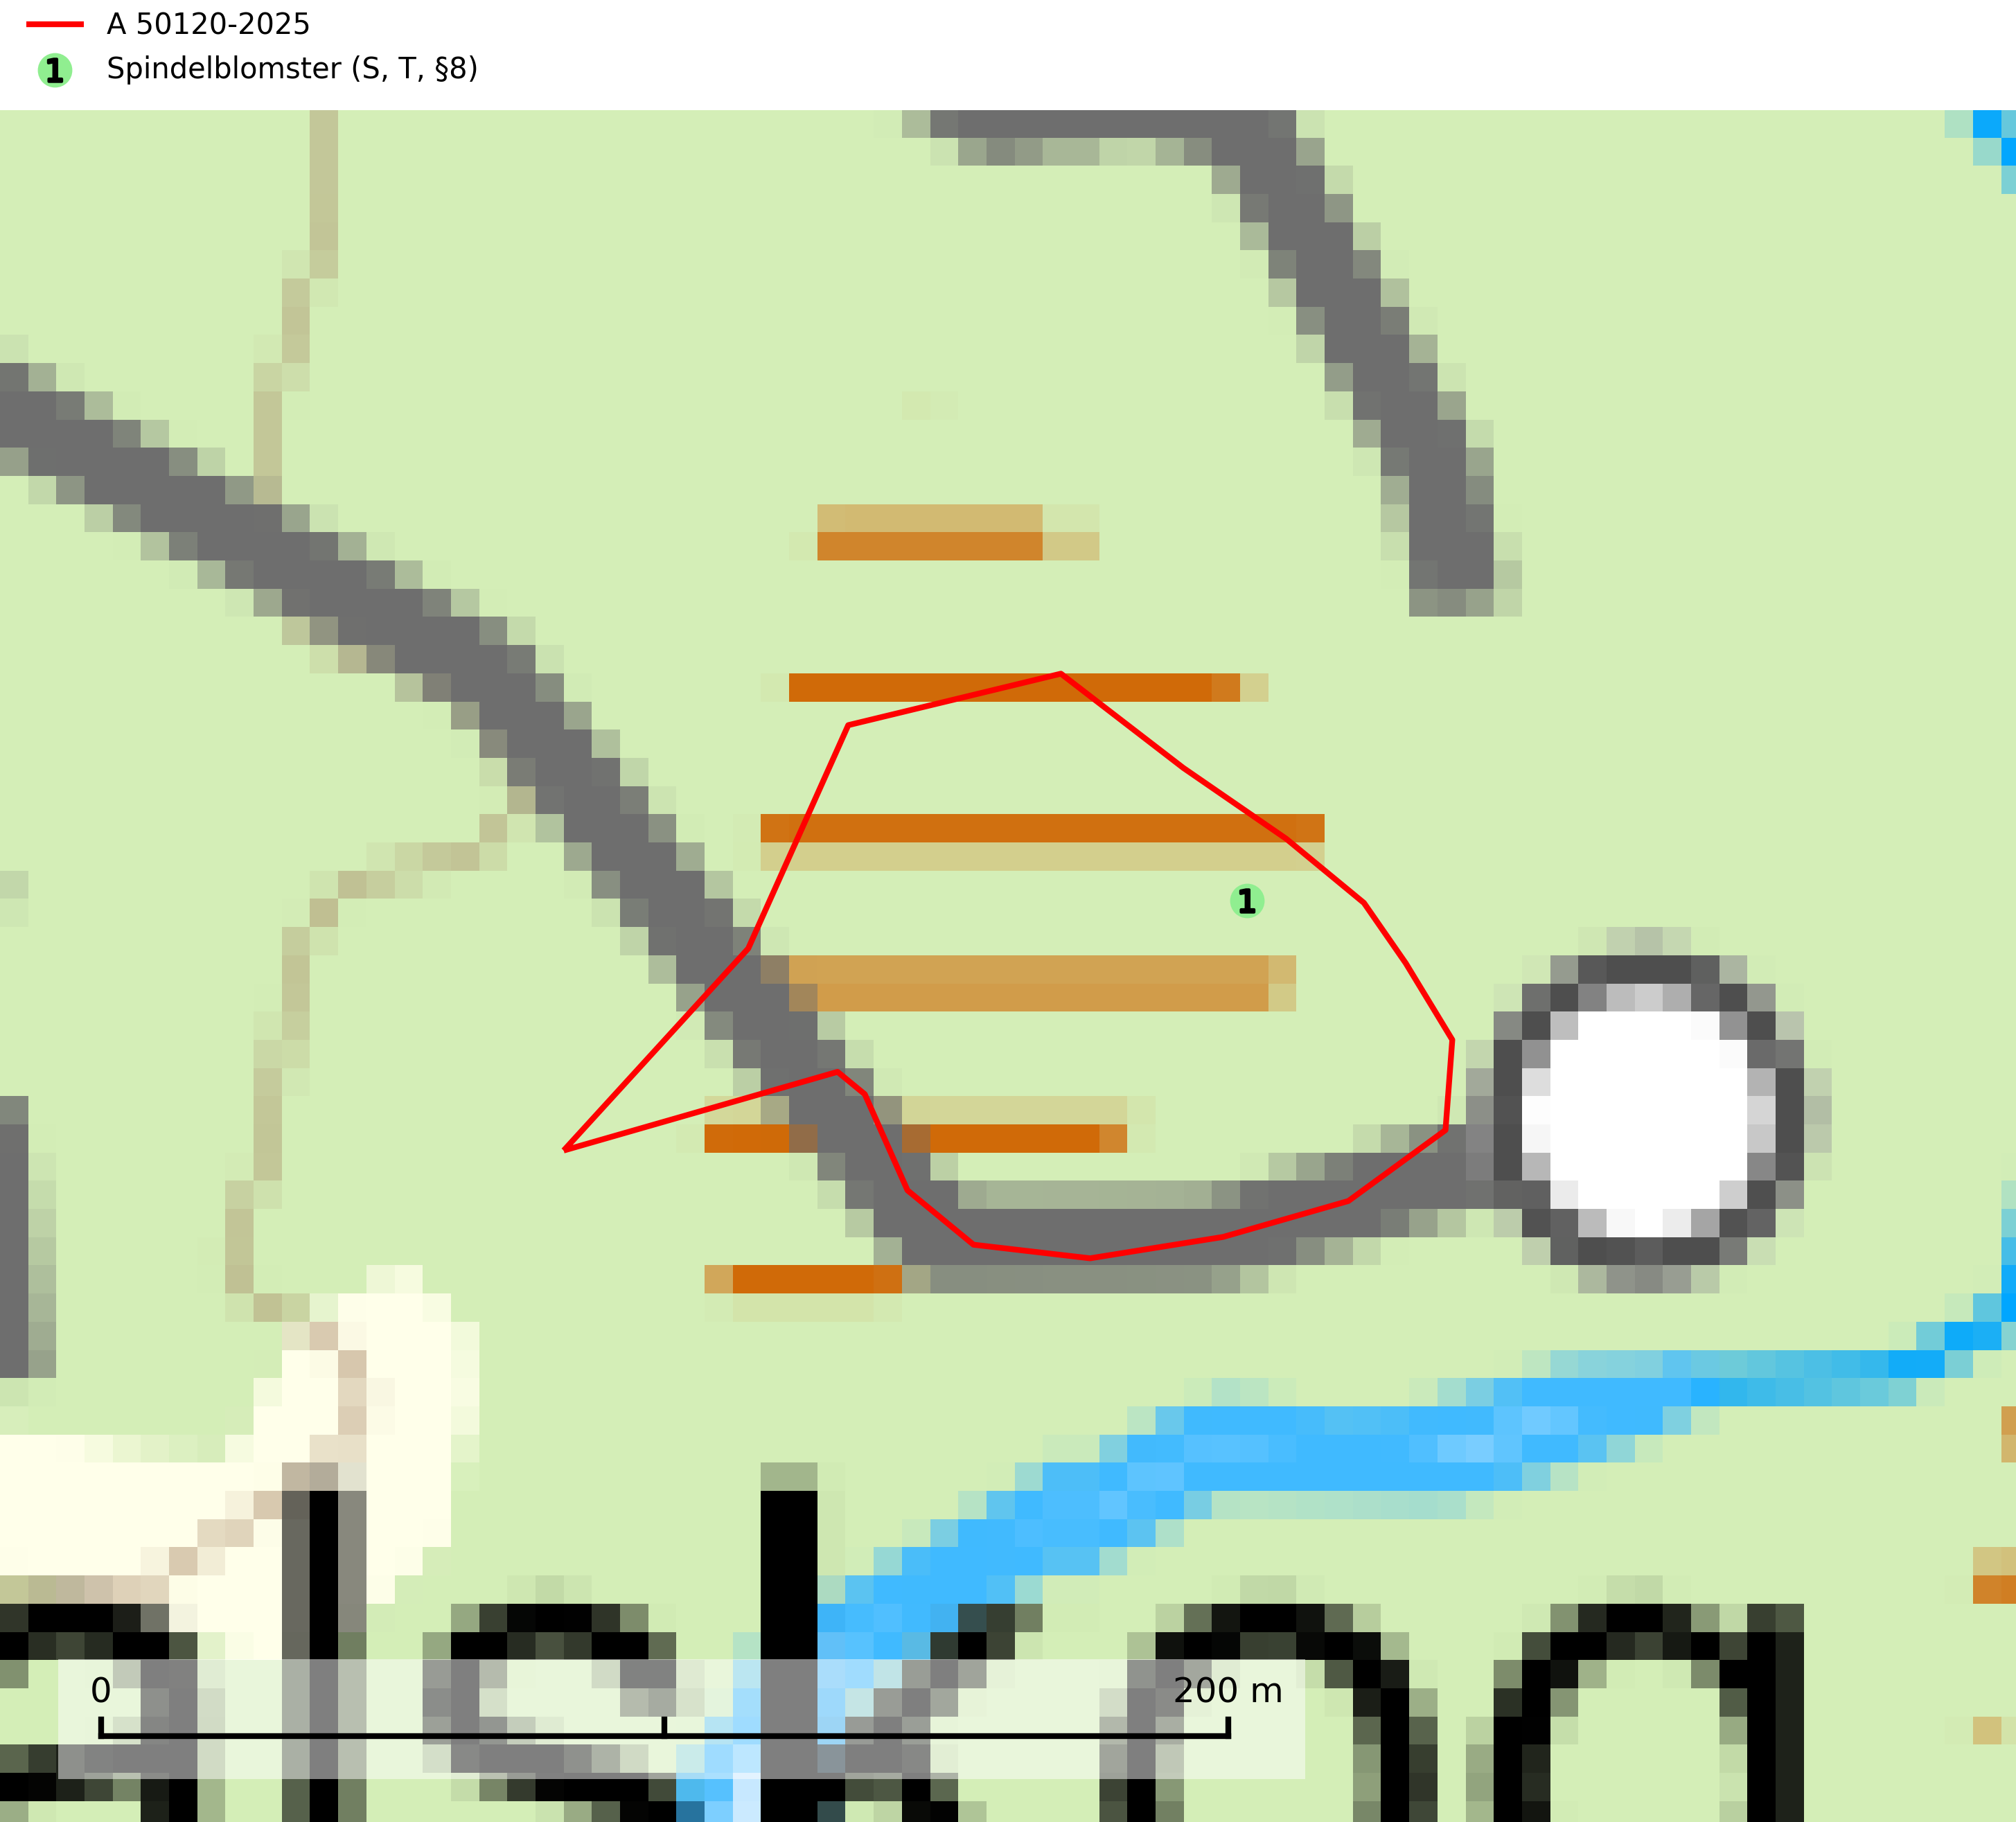 A 50120-2025
1 Spindelblomster (S, T, §8)
1
0 200 m